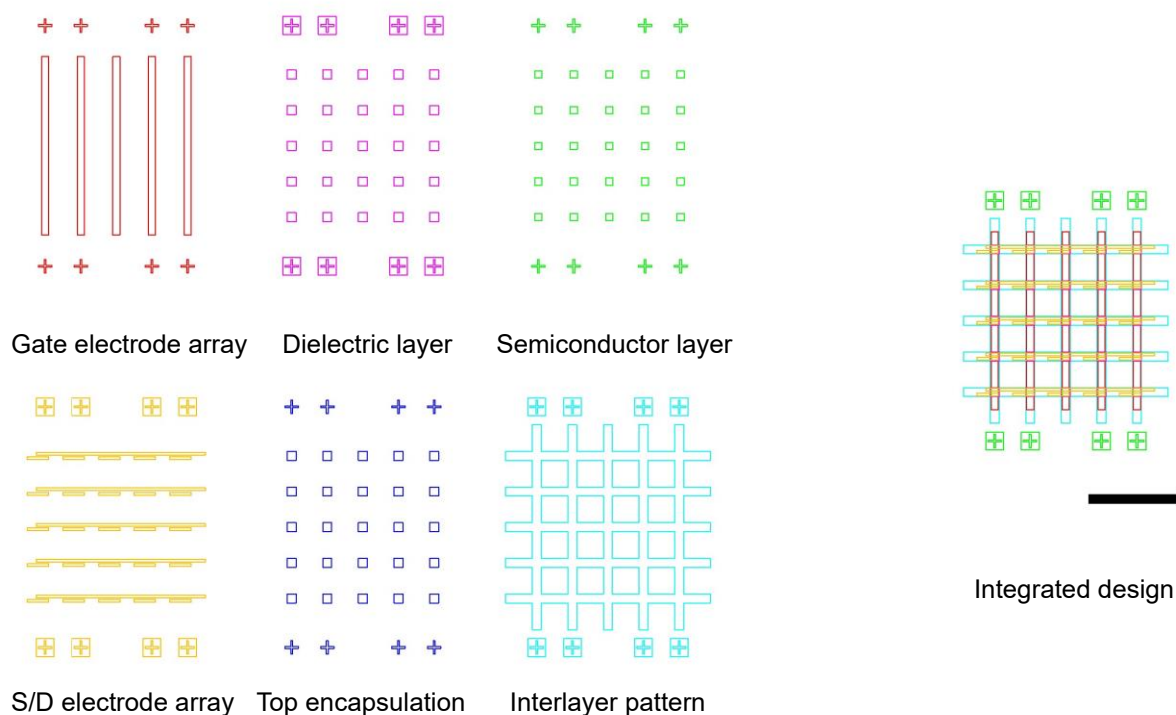 Gate electrode array
Dielectric layer
Semiconductor layer
S/D electrode array
Top encapsulation
Interlayer pattern
Integrated design